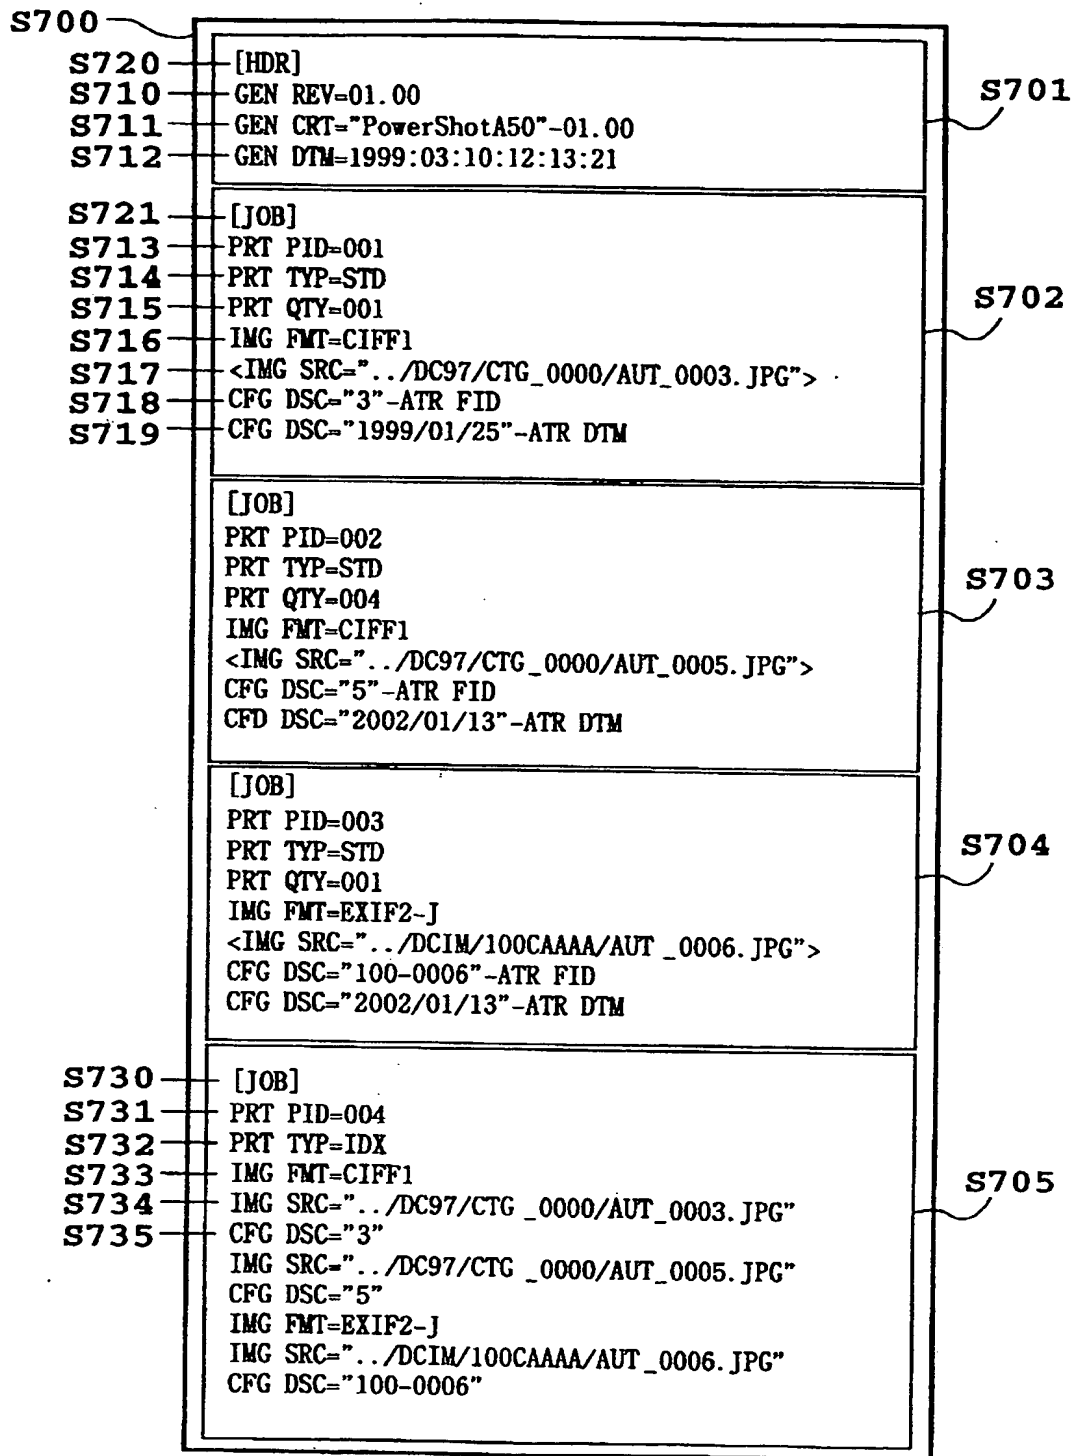 S700
S720 [HDR]
S710 GEN REV=01.00
S711 GEN CRT="PowerShotA50"-01.00
S712 GEN DTM=1999:03:10:12:13:21
S701
S721 [JOB]
S713 PRT PID=001
S714 PRT TYP=STD
S715 PRT QTY=001
S716 IMG FMT=CIFF1
S717 <IMG SRC="../DC97/CTG_0000/AUT_0003.JPG">
S718 CFG DSC="3"-ATR FID
S719 CFG DSC="1999/01/25"-ATR DTM
S702
[JOB]
PRT PID=002
PRT TYP=STD
PRT QTY=004
IMG FMT=CIFF1
<IMG SRC="../DC97/CTG_0000/AUT_0005.JPG">
CFG DSC="5"-ATR FID
CFD DSC="2002/01/13"-ATR DTM
S703
[JOB]
PRT PID=003
PRT TYP=STD
PRT QTY=001
IMG FMT=EXIF2-J
<IMG SRC="../DCIM/100CAAAA/AUT_0006.JPG">
CFG DSC="100-0006"-ATR FID
CFG DSC="2002/01/13"-ATR DTM
S704
S730 [JOB]
S731 PRT PID=004
S732 PRT TYP=IDX
S733 IMG FMT=CIFF1
S734 IMG SRC="../DC97/CTG_0000/AUT_0003.JPG"
S735 CFG DSC="3"
IMG SRC="../DC97/CTG_0000/AUT_0005.JPG"
CFG DSC="5"
IMG FMT=EXIF2-J
IMG SRC="../DCIM/100CAAAA/AUT_0006.JPG"
CFG DSC="100-0006"
S705